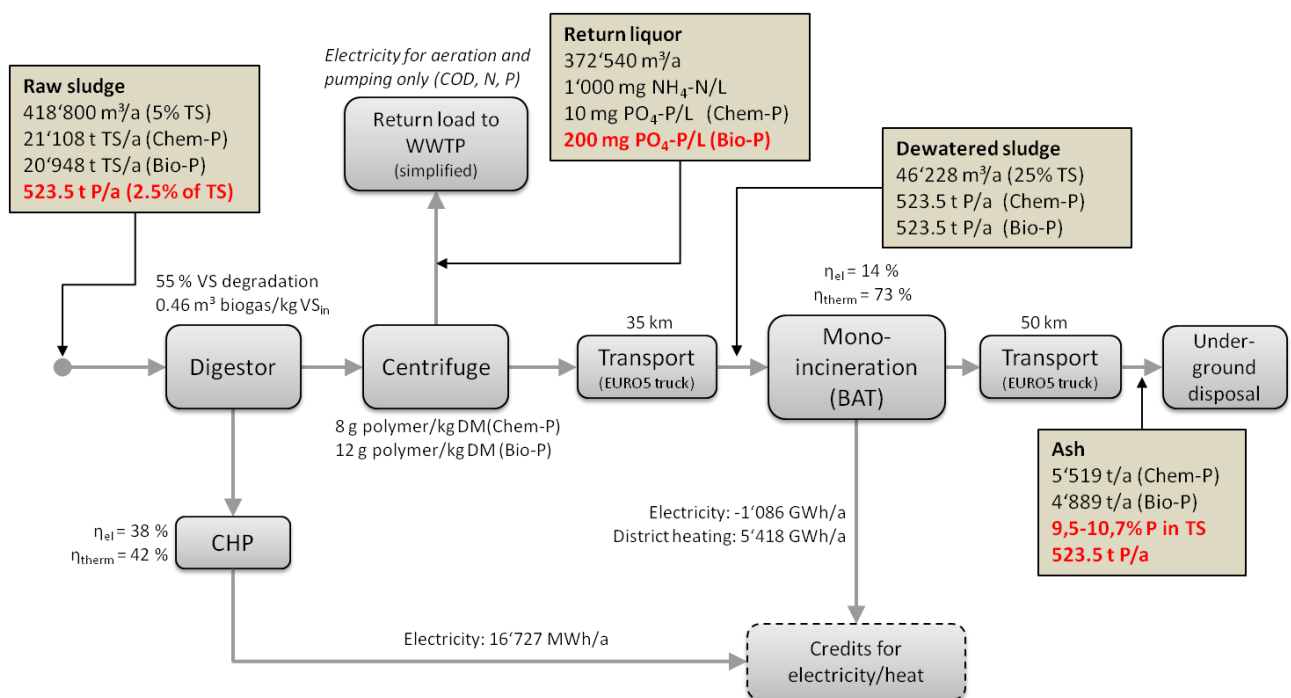 Electricity for aeration and
pumping only (COD, N, P)
Return liquor
372‘540 m³/a
1‘000 mg NH₄-N/L
10 mg PO₄-P/L (Chem-P)
200 mg PO₄-P/L (Bio-P)
Raw sludge
418‘800 m³/a (5% TS)
21‘108 t TS/a (Chem-P)
20‘948 t TS/a (Bio-P)
523.5 t P/a (2.5% of TS)
Return load to
WWTP
(simplified)
Dewatered sludge
46‘228 m³/a (25% TS)
523.5 t P/a (Chem-P)
523.5 t P/a (Bio-P)
55 % VS degradation
0.46 m³ biogas/kg VSin
ηel = 14 %
ηtherm = 73 %
35 km
50 km
Digestor
Centrifuge
Transport
(EURO5 truck)
Mono-
incineration
(BAT)
Transport
(EURO5 truck)
Under-
ground
disposal
8 g polymer/kg DM(Chem-P)
12 g polymer/kg DM (Bio-P)
Ash
5‘519 t/a (Chem-P)
4‘889 t/a (Bio-P)
9,5-10,7% P in TS
523.5 t P/a
Electricity: -1‘086 GWh/a
District heating: 5‘418 GWh/a
ηel = 38 %
ηtherm = 42 %
CHP
Electricity: 16‘727 MWh/a
Credits for
electricity/heat